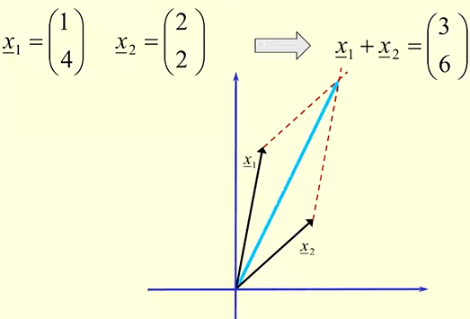 x₁ = (1 4) x₂ = (2 2) x₁ + x₂ = (3 6)
x₁
x₂